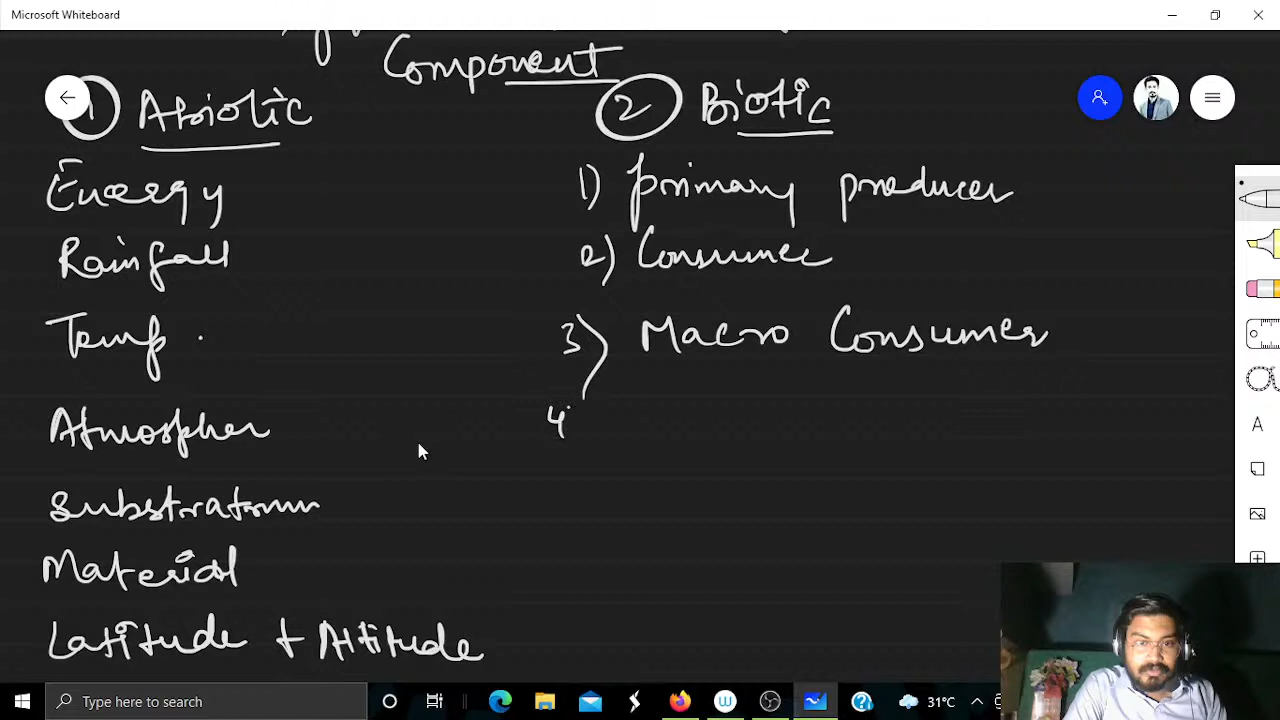 Microsoft Whiteboard
Component
1 Abiotic
Energy
Rainfall
Temp.
Atmospher
Substratum
Material
Latitude + Altitude
2 Biotic
1) primary producer
2) Consumer
3) Macro Consumer
4
A
Type here to search
31°C